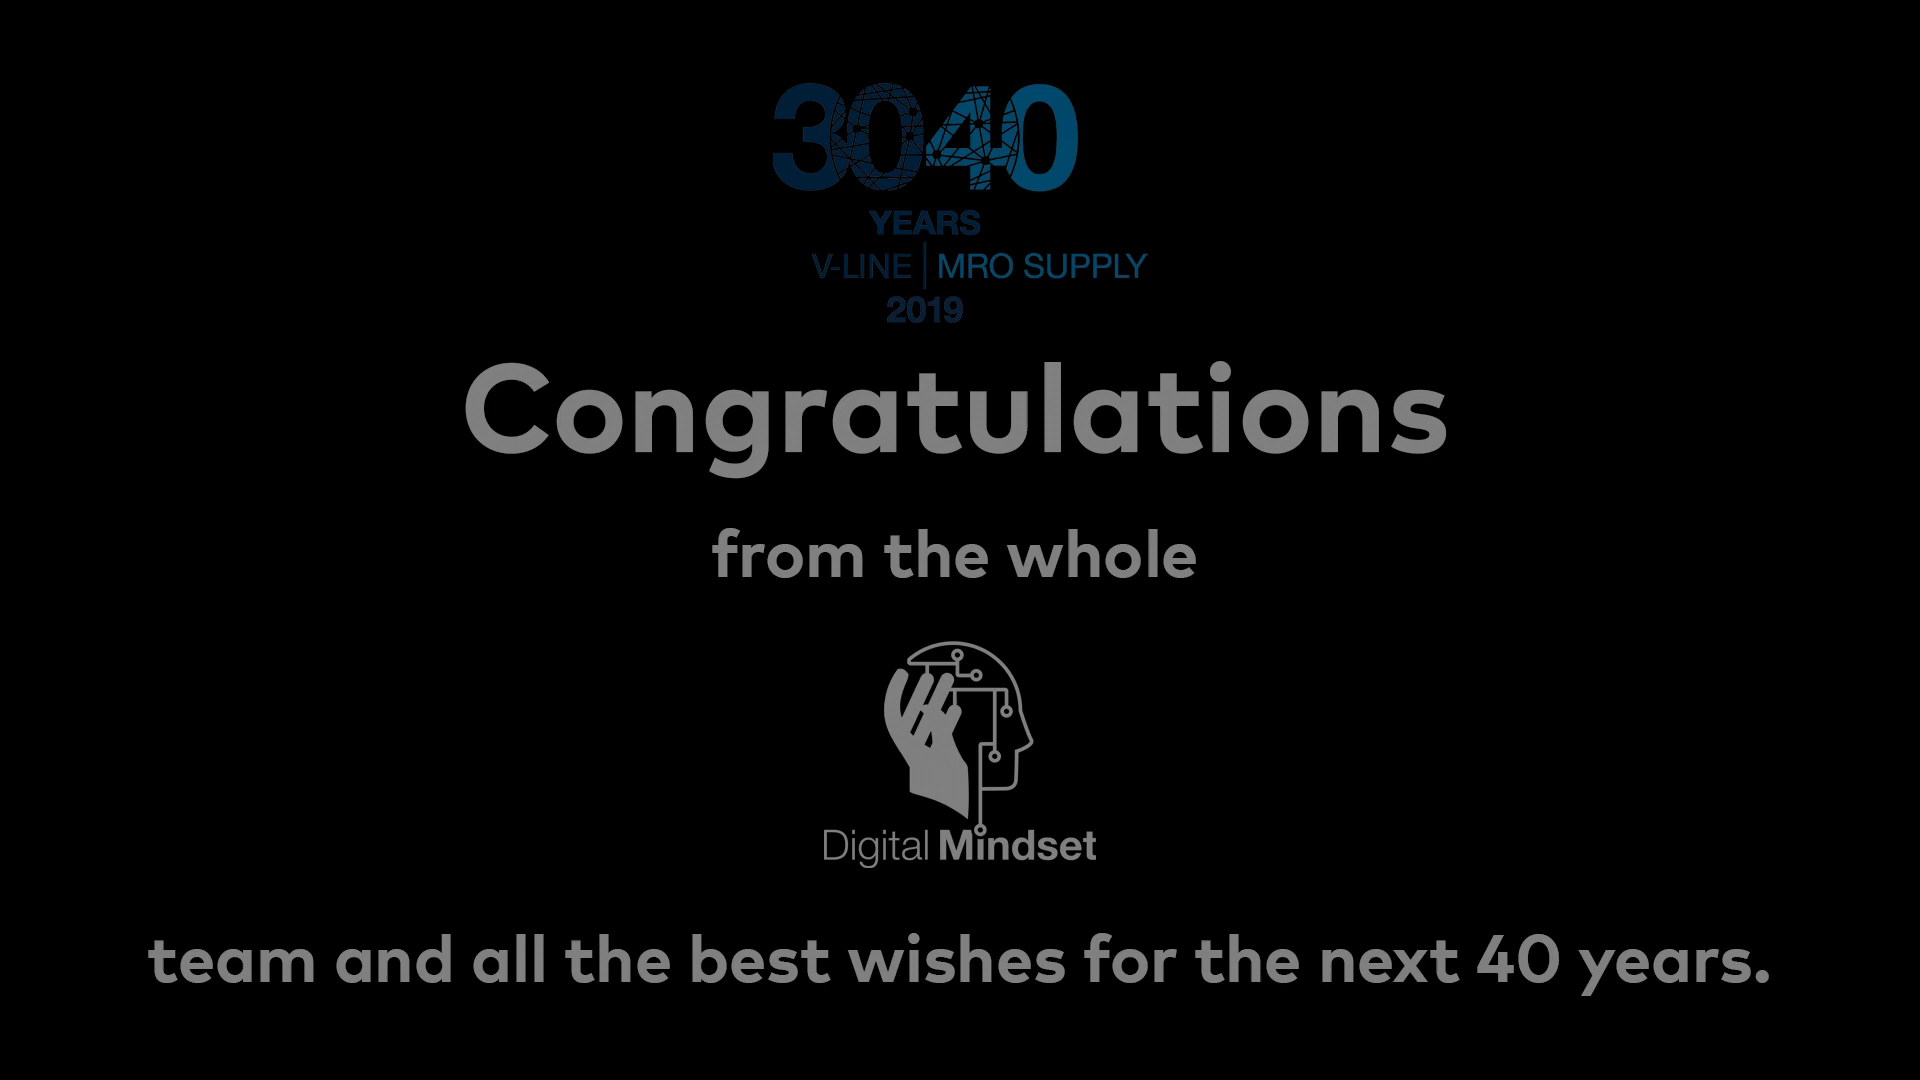 3040
YEARS
V-LINE | MRO SUPPLY
2019
Congratulations
from the whole
Digital Mindset
team and all the best wishes for the next 40 years.